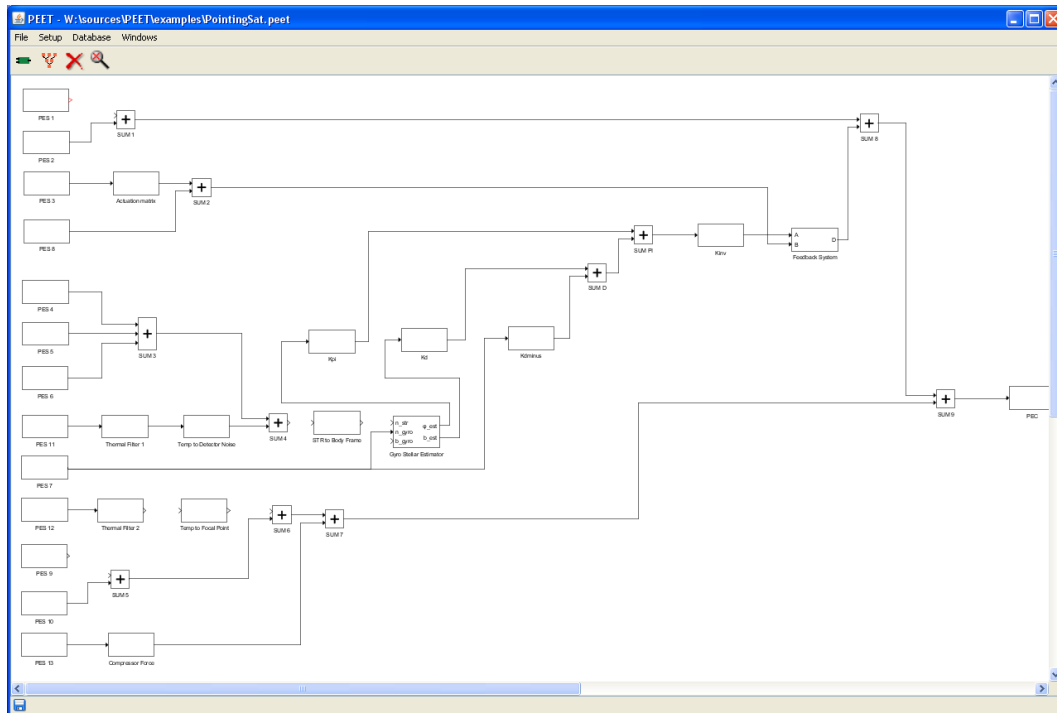 PEET - W:\sources\PEET\examples\PointingSat.peet
File Setup Database Windows
PES 1
SUM 1
SUM 8
PES 2
PES 3
Actuation matrix
SUM 2
PES 8
SUM PI
Kinv
A
B
D
Feedback System
SUM D
PES 4
PES 5
SUM 3
Kpi
Kd
Kdminus
PES 6
SUM 9
PEC
PES 11
Thermal Filter 1
Temp to Detector Noise
SUM 4
STR to Body Frame
n_str
n_gyro
b_gyro
φ_est
b_est
Gyro Stellar Estimator
PES 7
PES 12
Thermal Filter 2
Temp to Focal Point
SUM 6
SUM 7
PES 9
SUM 5
PES 10
PES 13
Compressor Force